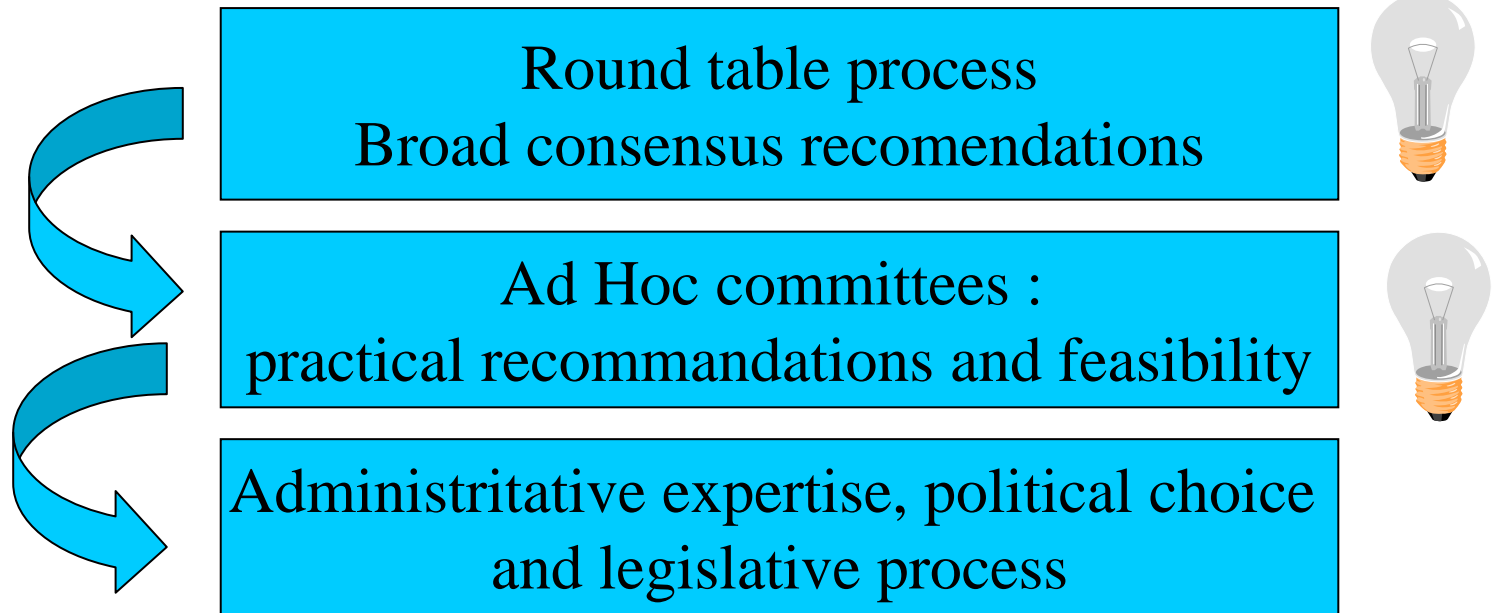 Round table process
Broad consensus recomendations
Ad Hoc committees :
practical recommandations and feasibility
Administritative expertise, political choice
and legislative process